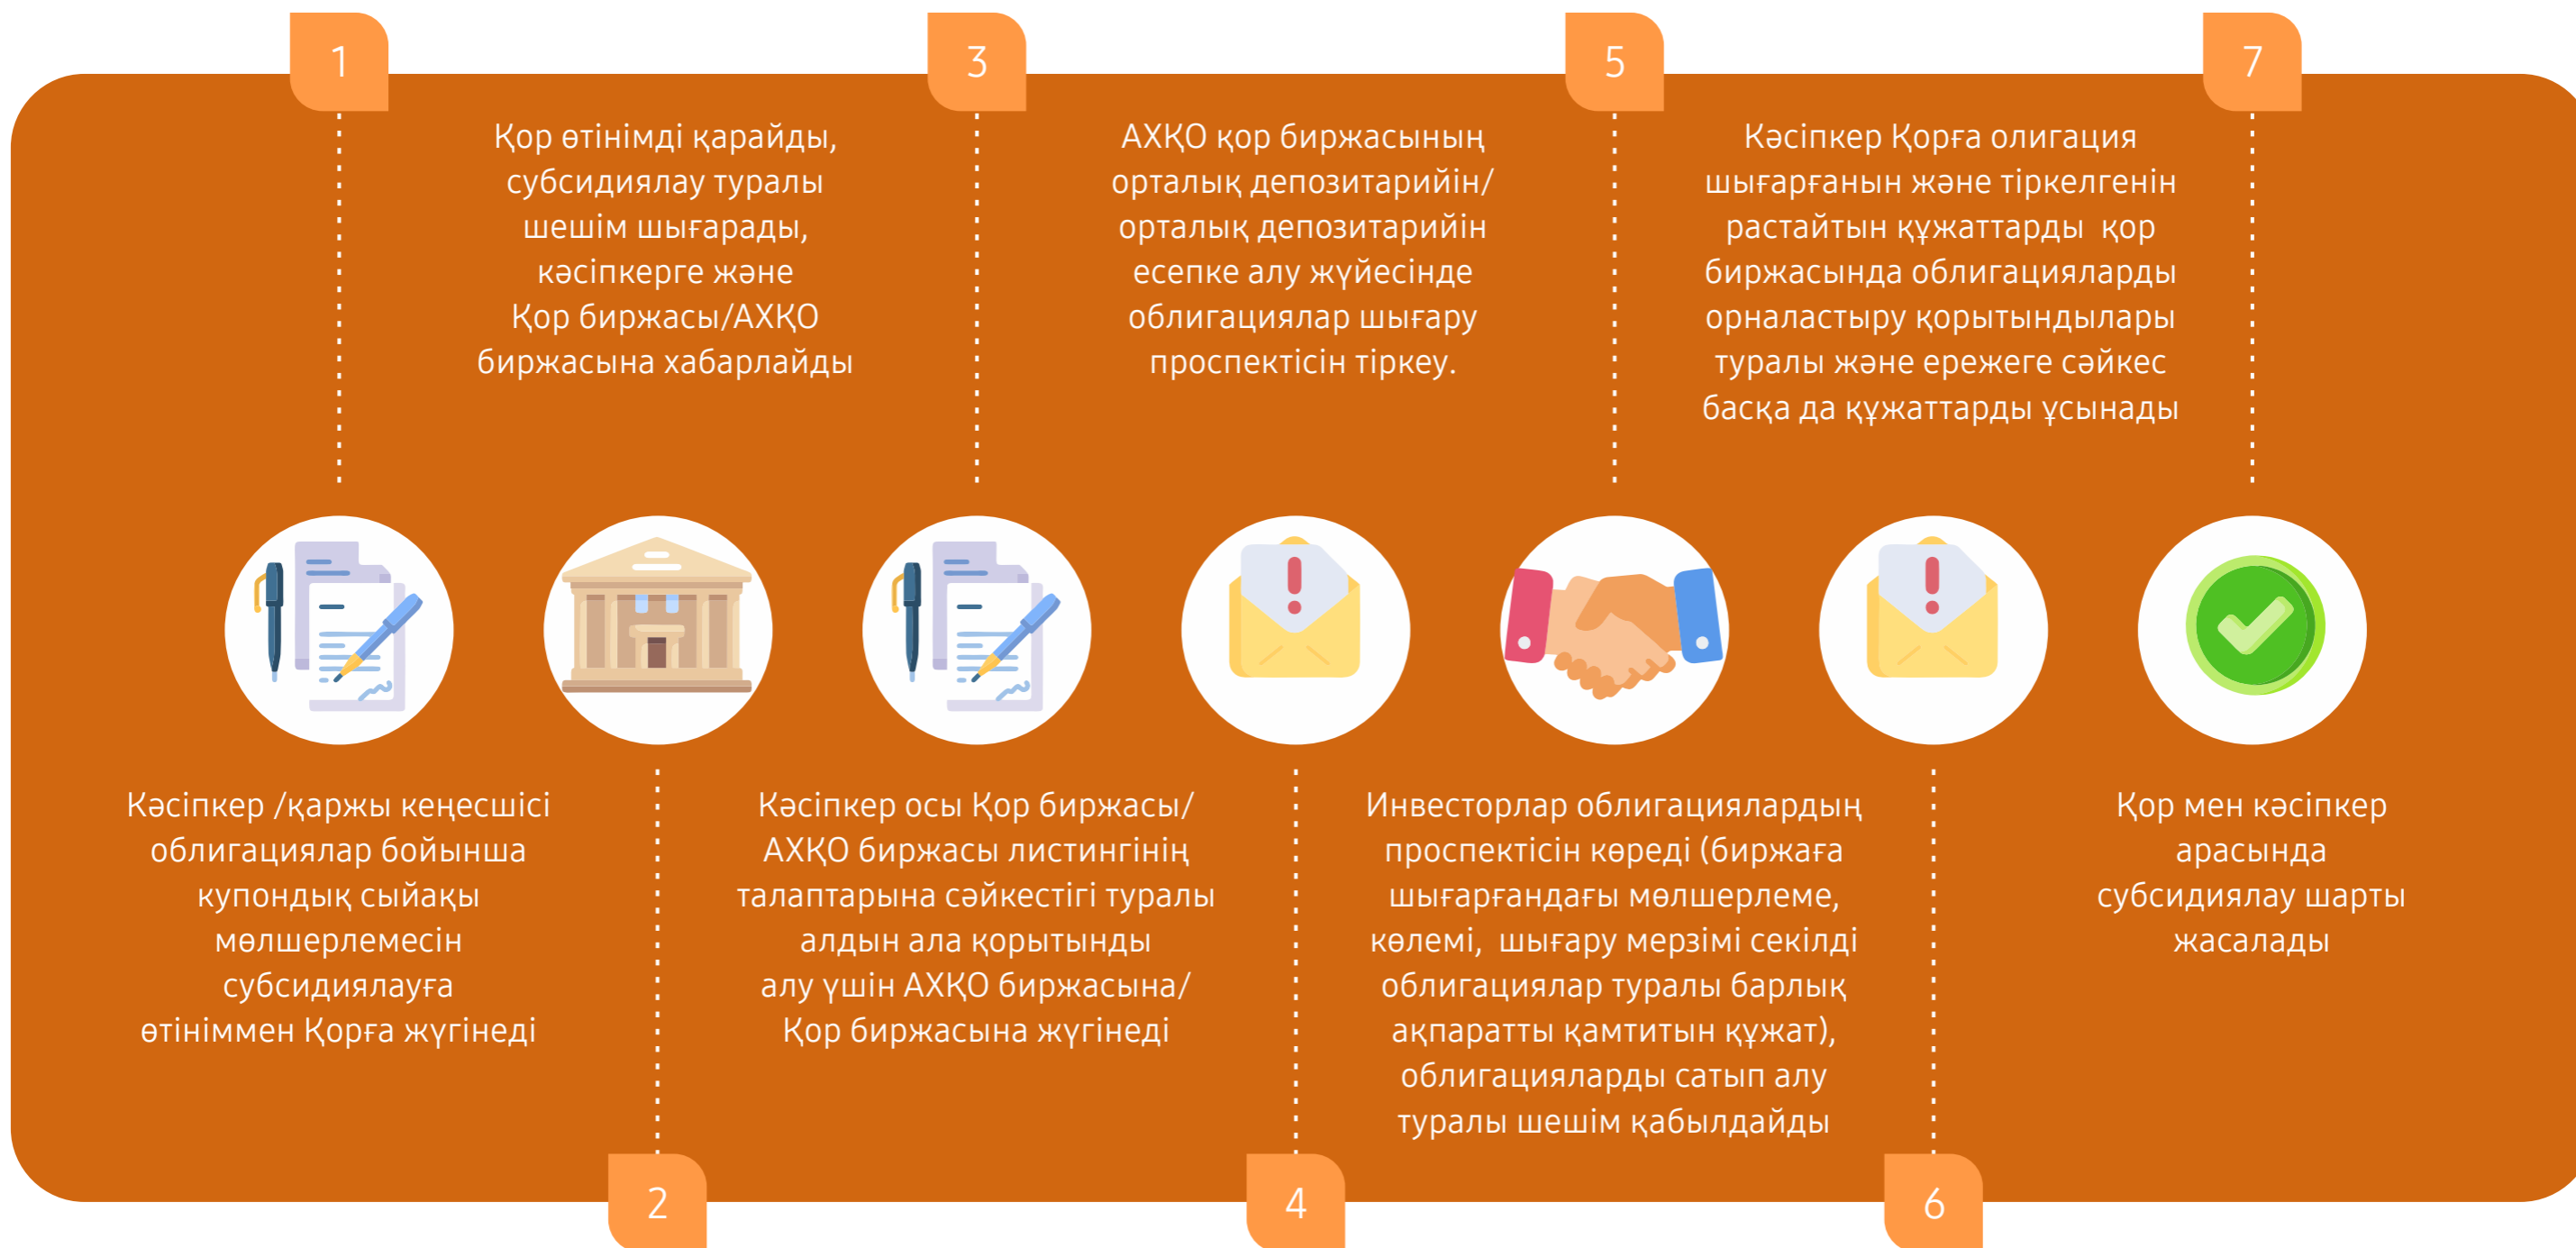 1
Кәсіпкер /қаржы кеңесшісі
облигациялар бойынша
купондық сыйақы
мөлшерлемесін
субсидиялауға
өтініммен Қорға жүгінеді
2
Қор өтінімді қарайды,
субсидиялау туралы
шешім шығарады,
кәсіпкерге және
Қор биржасы/АХҚО
биржасына хабарлайды
3
Кәсіпкер осы Қор биржасы/
АХҚО биржасы листингінің
талаптарына сәйкестігі туралы
алдын ала қорытынды
алу үшін АХҚО биржасына/
Қор биржасына жүгінеді
4
АХҚО қор биржасының
орталық депозитарийін/
орталық депозитарийін
есепке алу жүйесінде
облигациялар шығару
проспектісін тіркеу.
5
Инвесторлар облигациялардың
проспектісін көреді (биржаға
шығарғандағы мөлшерлеме,
көлемі, шығару мерзімі секілді
облигациялар туралы барлық
ақпаратты қамтитын құжат),
облигацияларды сатып алу
туралы шешім қабылдайды
6
Кәсіпкер Қорға олигация
шығарғанын және тіркелгенін
растайтын құжаттарды қор
биржасында облигацияларды
орналастыру қорытындылары
туралы және ережеге сәйкес
басқа да құжаттарды ұсынады
7
Қор мен кәсіпкер
арасында
субсидиялау шарты
жасалады